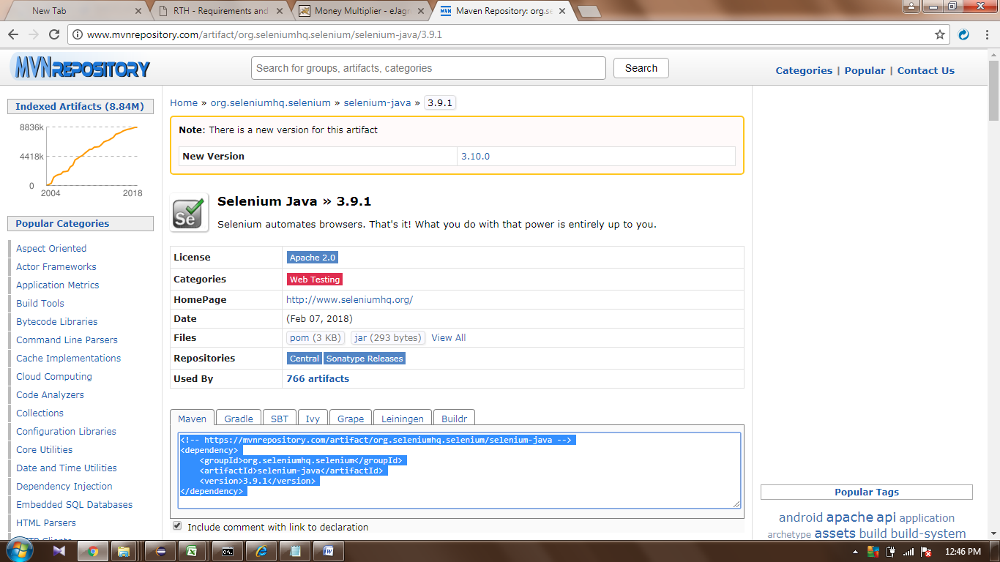 New Tab
RTH - Requirements and
Money Multiplier - eJagr
Maven Repository: org.se
www.mvnrepository.com/artifact/org.seleniumhq.selenium/selenium-java/3.9.1
MVNREPOSITORY
Search for groups, artifacts, categories
Search
Categories | Popular | Contact Us
Indexed Artifacts (8.84M)
8836k
4418k
0
2004 2018
Popular Categories
Aspect Oriented
Actor Frameworks
Application Metrics
Build Tools
Bytecode Libraries
Command Line Parsers
Cache Implementations
Cloud Computing
Code Analyzers
Collections
Configuration Libraries
Core Utilities
Date and Time Utilities
Dependency Injection
Embedded SQL Databases
HTML Parsers
Home » org.seleniumhq.selenium » selenium-java » 3.9.1
Note: There is a new version for this artifact
New Version 3.10.0
Se
Selenium Java » 3.9.1
Selenium automates browsers. That's it! What you do with that power is entirely up to you.
License Apache 2.0
Categories Web Testing
HomePage http://www.seleniumhq.org/
Date (Feb 07, 2018)
Files pom (3 KB) jar (293 bytes) View All
Repositories Central Sonatype Releases
Used By 766 artifacts
Maven Gradle SBT Ivy Grape Leiningen Buildr
<!-- https://mvnrepository.com/artifact/org.seleniumhq.selenium/selenium-java -->
<dependency>
<groupId>org.seleniumhq.selenium</groupId>
<artifactId>selenium-java</artifactId>
<version>3.9.1</version>
</dependency>
Include comment with link to declaration
Popular Tags
android apache api application
archetype assets build build-system
12:46 PM